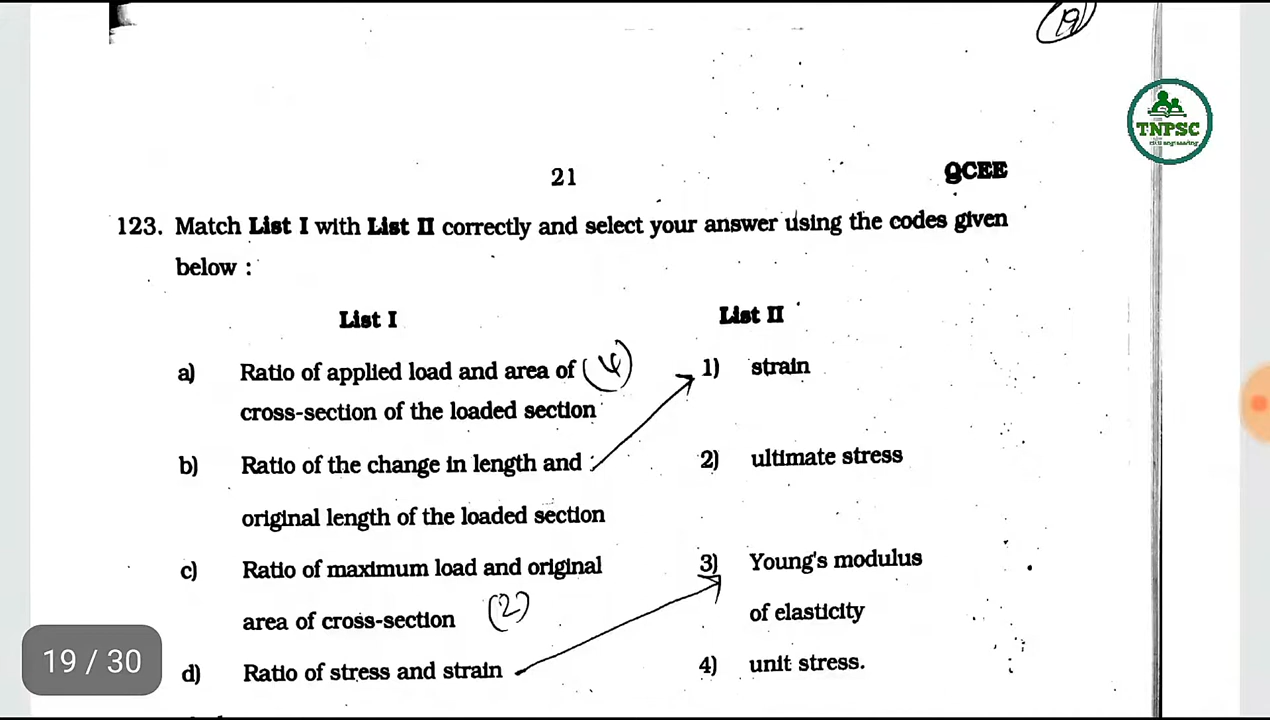 19
TNPSC
civil engineering
21
QCEE
123. Match List I with List II correctly and select your answer using the codes given
below :
List I
List II
a) Ratio of applied load and area of (4)
1) strain
cross-section of the loaded section
b) Ratio of the change in length and :
2) ultimate stress
original length of the loaded section
c) Ratio of maximum load and original
3) Young's modulus
area of cross-section (2)
of elasticity
19 / 30
d) Ratio of stress and strain
4) unit stress.